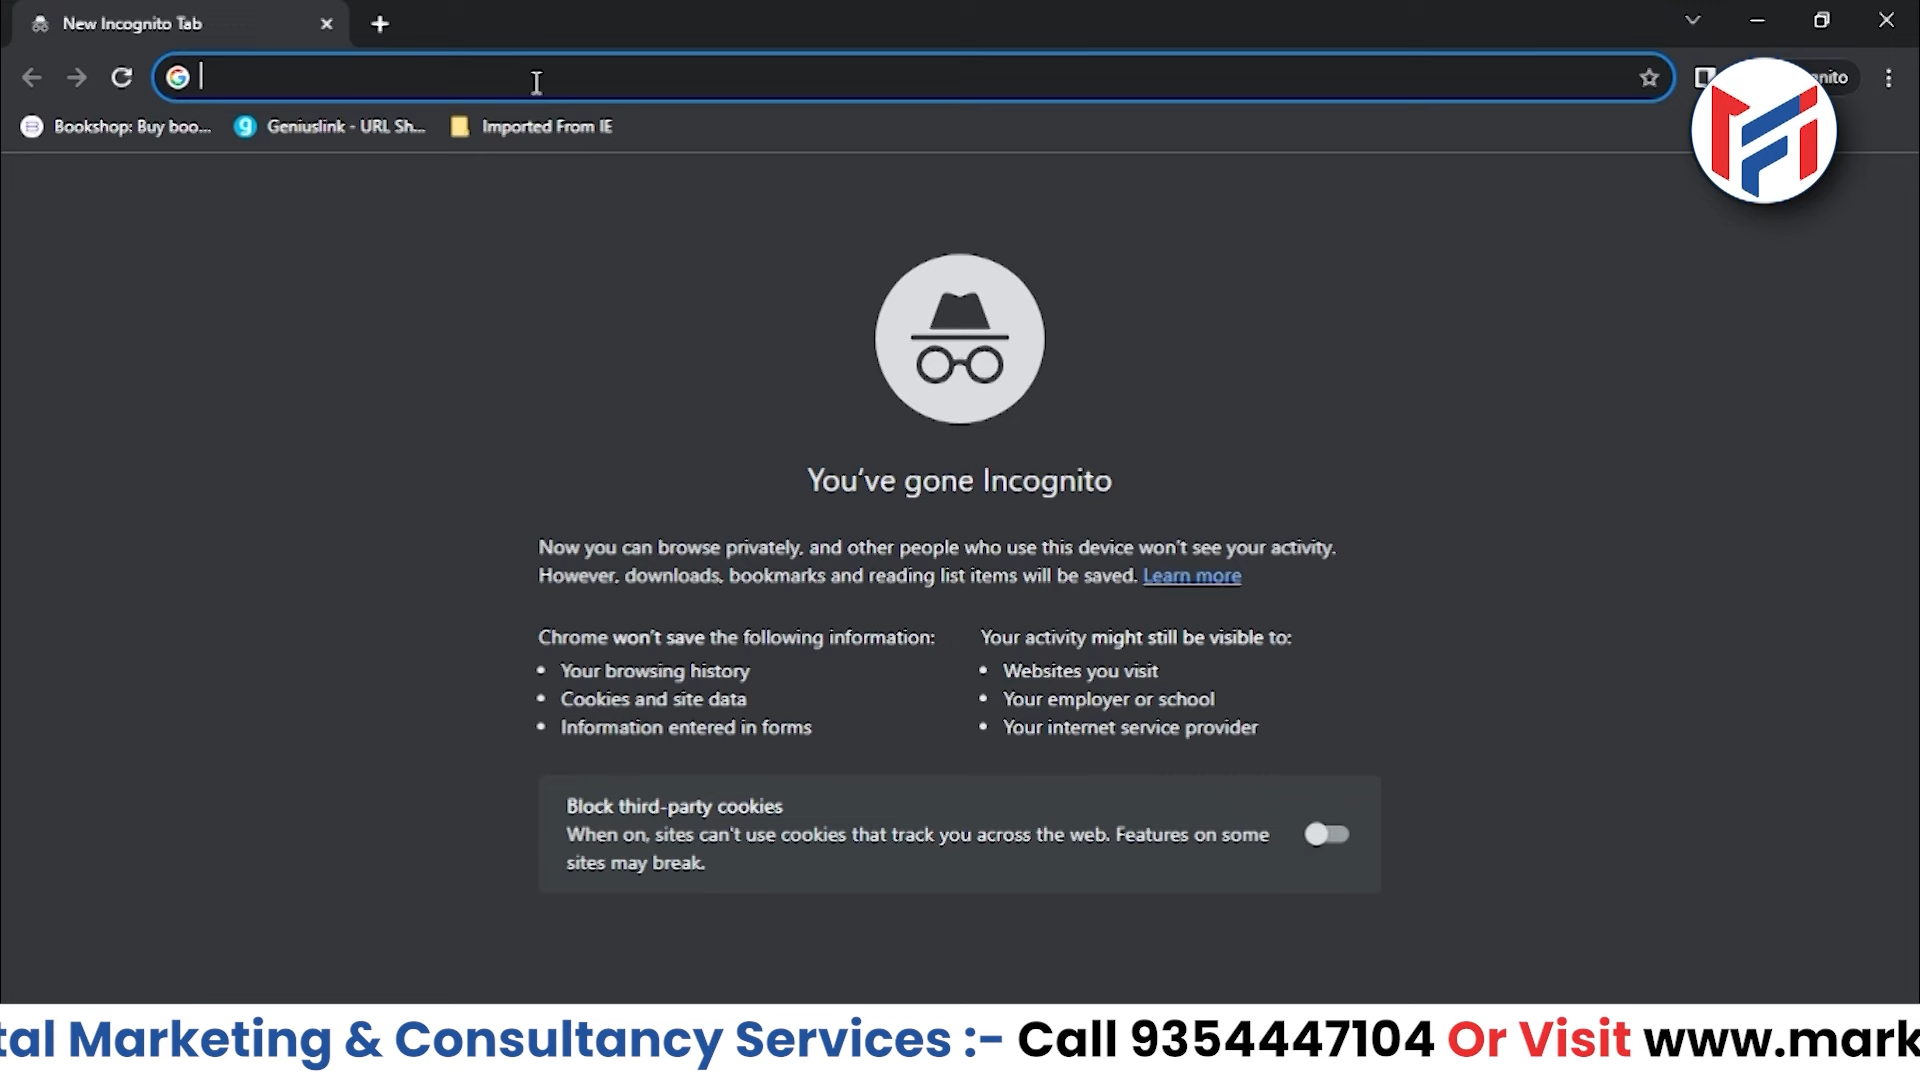 New Incognito Tab
Bookshop: Buy boo...
Geniuslink - URL Sh...
Imported From IE
You've gone Incognito
Now you can browse privately, and other people who use this device won't see your activity.
However, downloads, bookmarks and reading list items will be saved. Learn more
Chrome won't save the following information:
Your browsing history
Cookies and site data
Information entered in forms
Your activity might still be visible to:
Websites you visit
Your employer or school
Your internet service provider
Block third-party cookies
When on, sites can't use cookies that track you across the web. Features on some
sites may break.
tal Marketing & Consultancy Services :- Call 9354447104 Or Visit www.mark